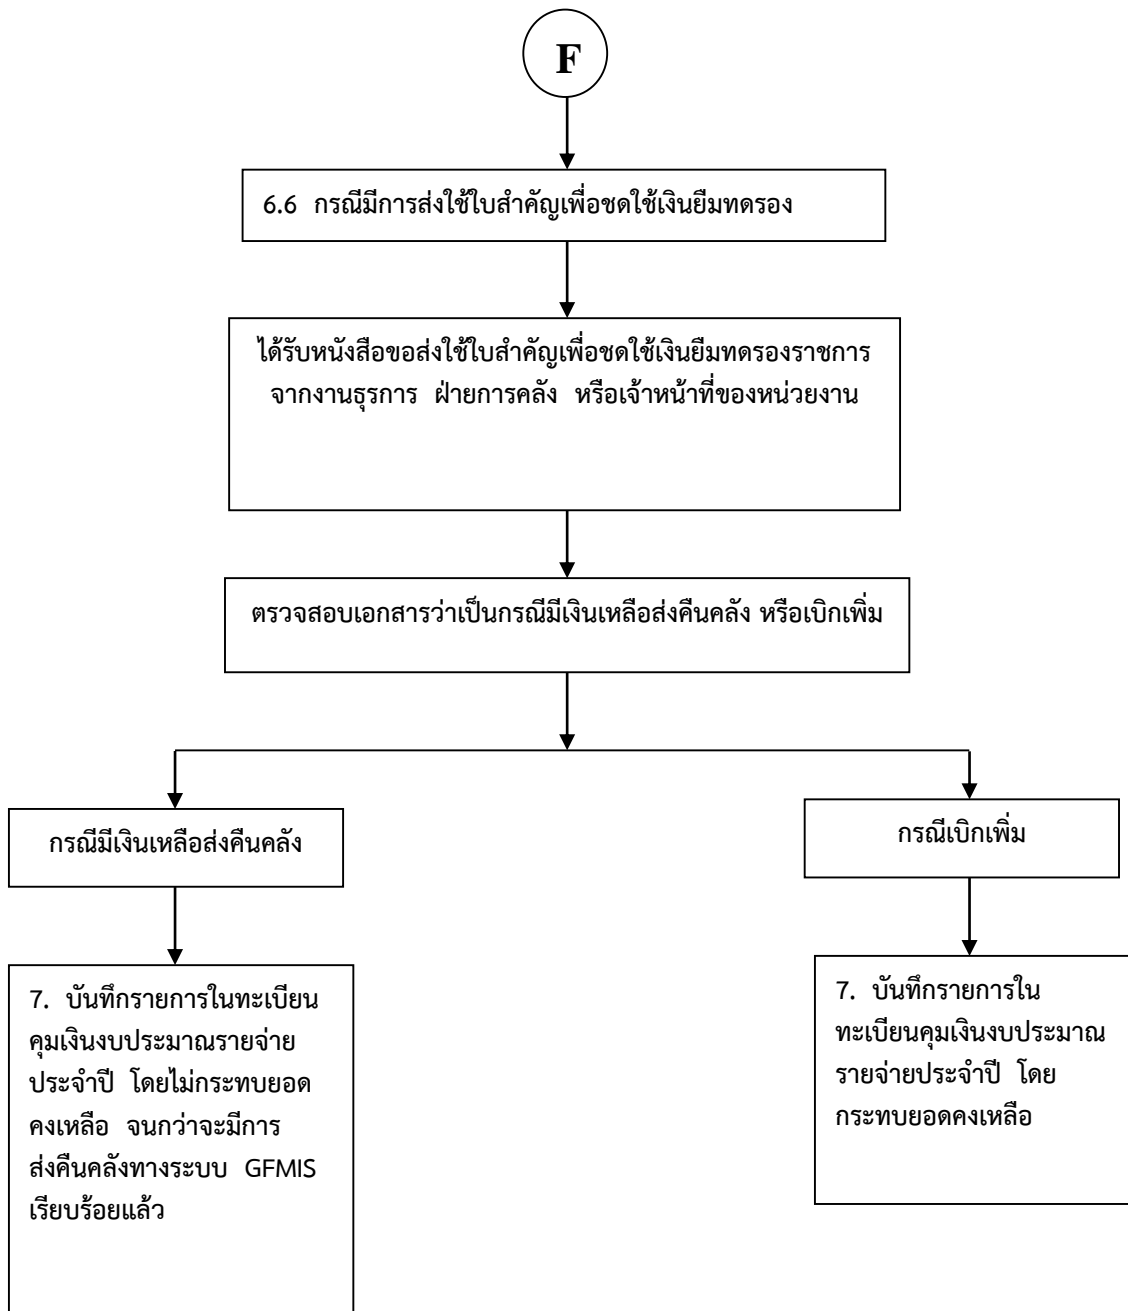 F
6.6 กรณีมีการส่งใช้ใบสำคัญเพื่อชดใช้เงินยืมทดรอง
ได้รับหนังสือขอส่งใช้ใบสำคัญเพื่อชดใช้เงินยืมทดรองราชการ
จากงานธุรการ ฝ่ายการคลัง หรือเจ้าหน้าที่ของหน่วยงาน
ตรวจสอบเอกสารว่าเป็นกรณีมีเงินเหลือส่งคืนคลัง หรือเบิกเพิ่ม
กรณีมีเงินเหลือส่งคืนคลัง
7. บันทึกรายการในทะเบียน
คุมเงินงบประมาณรายจ่าย
ประจำปี โดยไม่กระทบยอด
คงเหลือ จนกว่าจะมีการ
ส่งคืนคลังทางระบบ GFMIS
เรียบร้อยแล้ว
กรณีเบิกเพิ่ม
7. บันทึกรายการใน
ทะเบียนคุมเงินงบประมาณ
รายจ่ายประจำปี โดย
กระทบยอดคงเหลือ